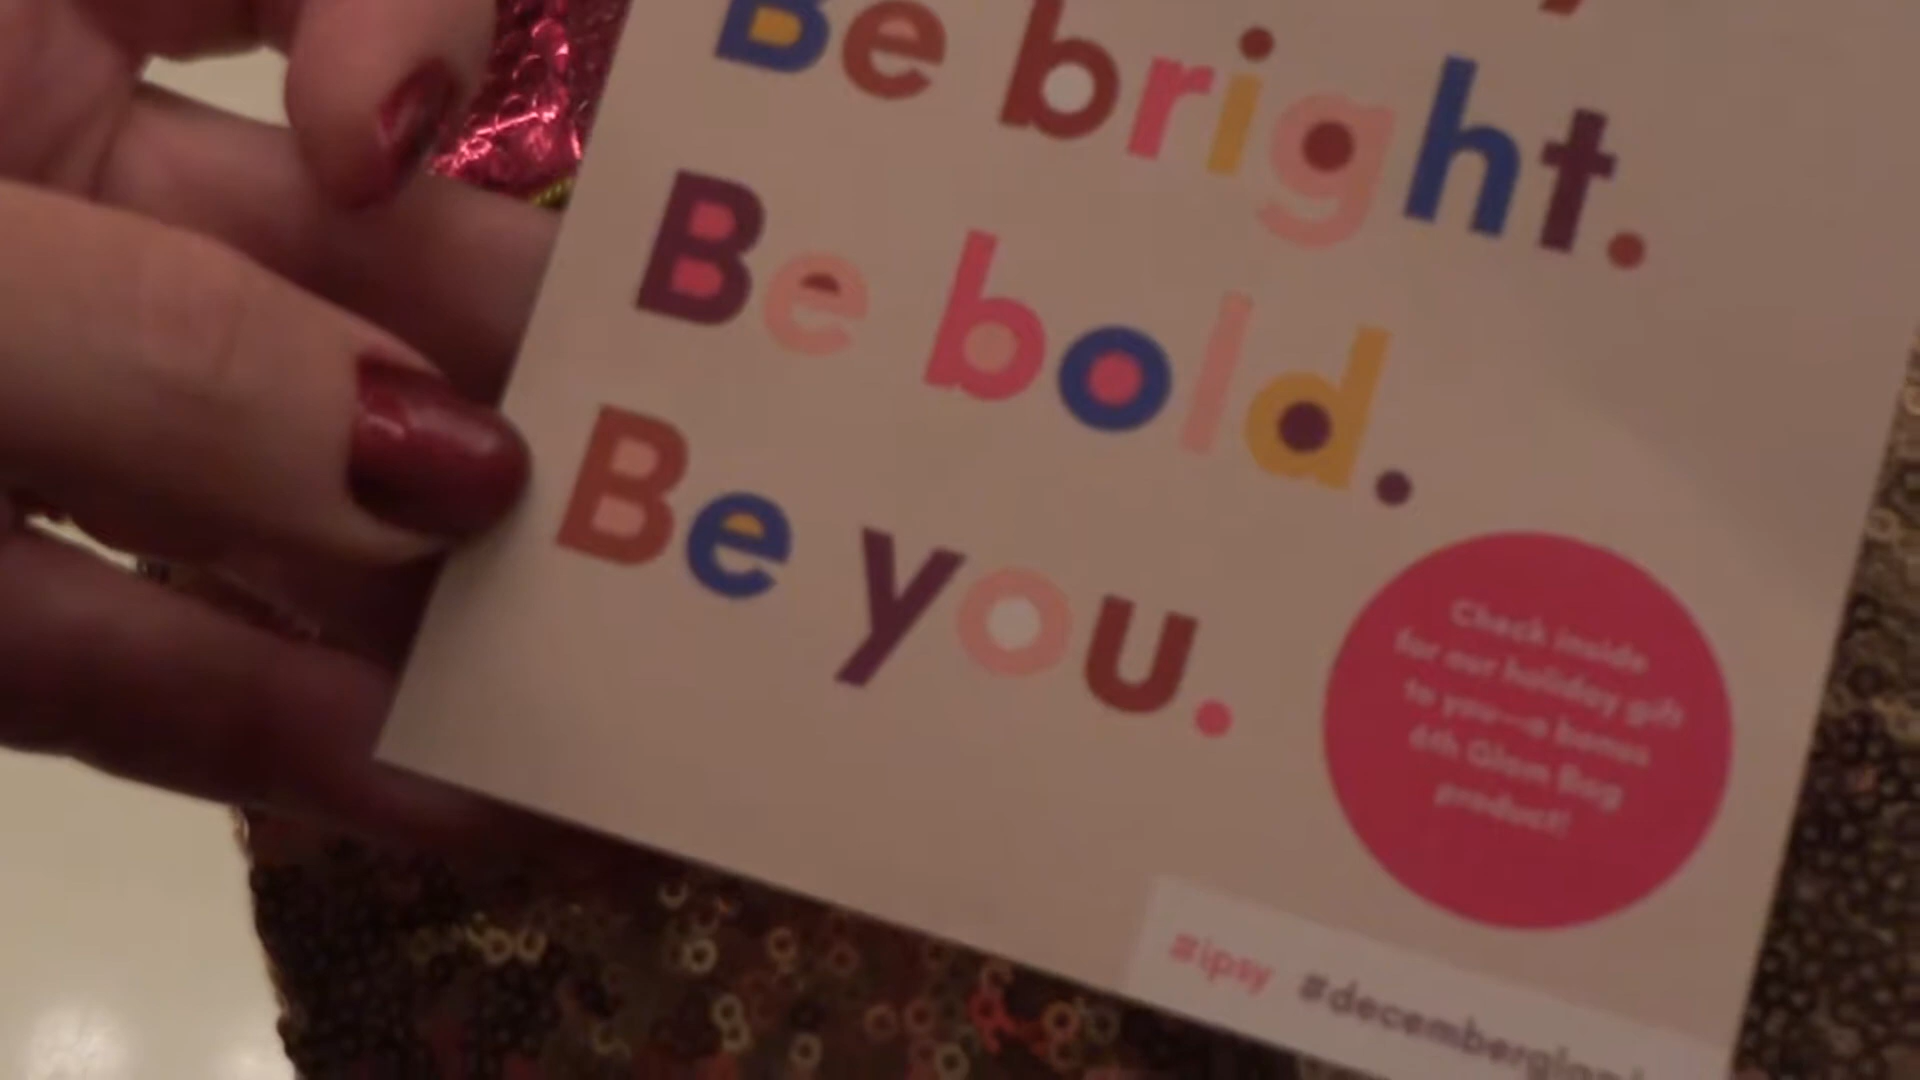 Be bright.
Be bold.
Be you.
Check inside
for our holiday gift
to you—a bonus
6th Glam Bag
product!
#ipsy